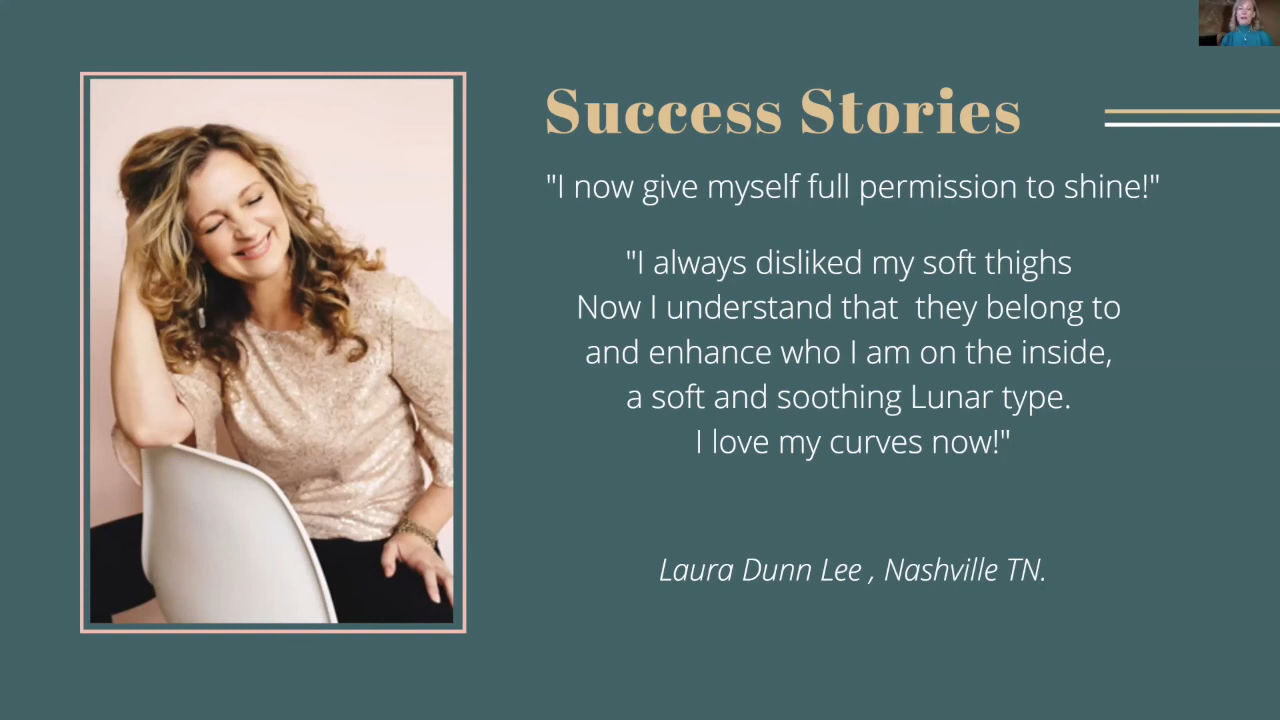 Success Stories
"I now give myself full permission to shine!"
"I always disliked my soft thighs
Now I understand that  they belong to
and enhance who I am on the inside,
a soft and soothing Lunar type.
I love my curves now!"
Laura Dunn Lee , Nashville TN.